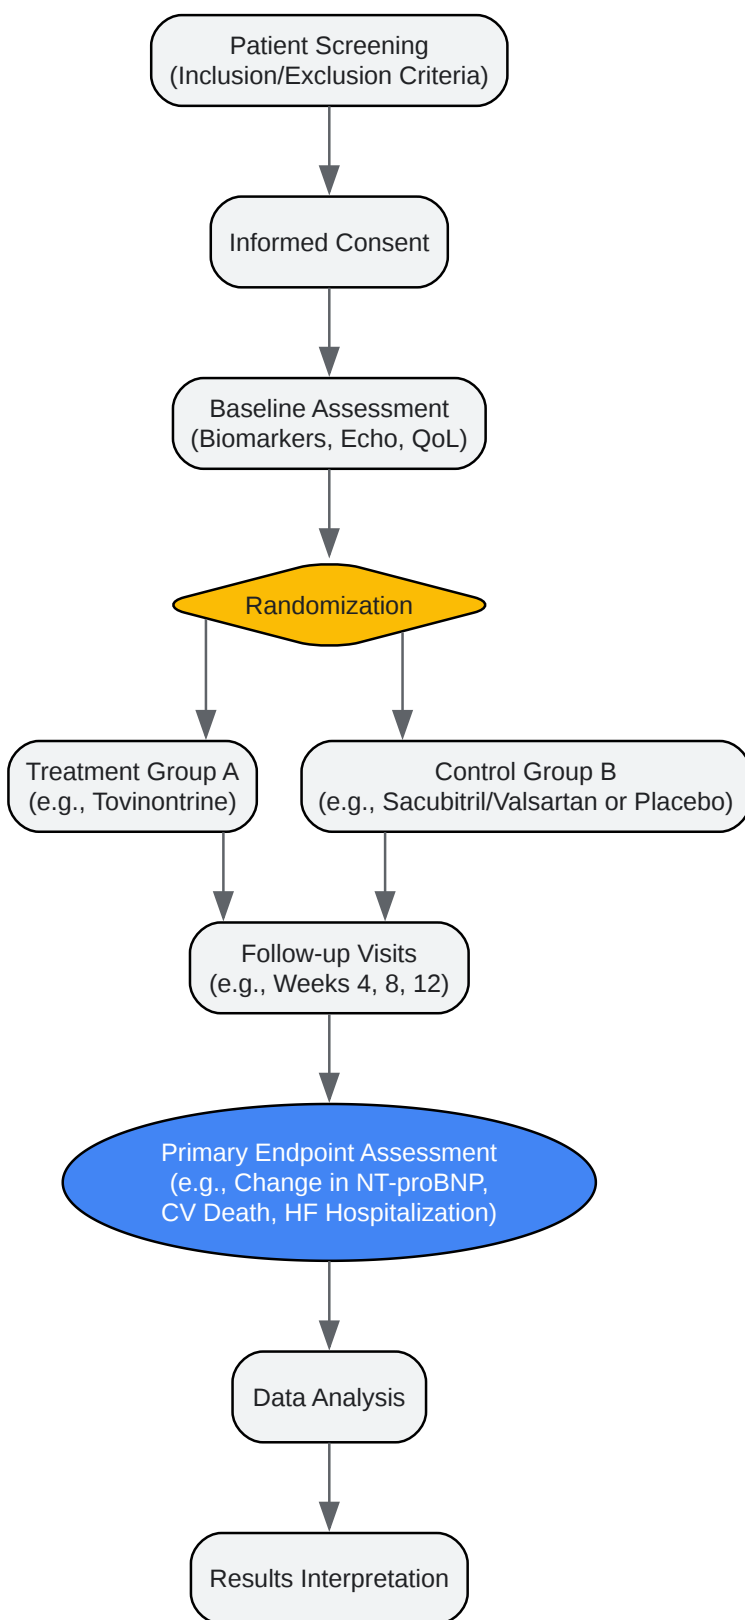 Patient Screening
(Inclusion/Exclusion Criteria)
Informed Consent
Baseline Assessment
(Biomarkers, Echo, QoL)
Randomization
Treatment Group A
(e.g., Tovinontrine)
Control Group B
(e.g., Sacubitril/Valsartan or Placebo)
Follow-up Visits
(e.g., Weeks 4, 8, 12)
Primary Endpoint Assessment
(e.g., Change in NT-proBNP,
CV Death, HF Hospitalization)
Data Analysis
Results Interpretation